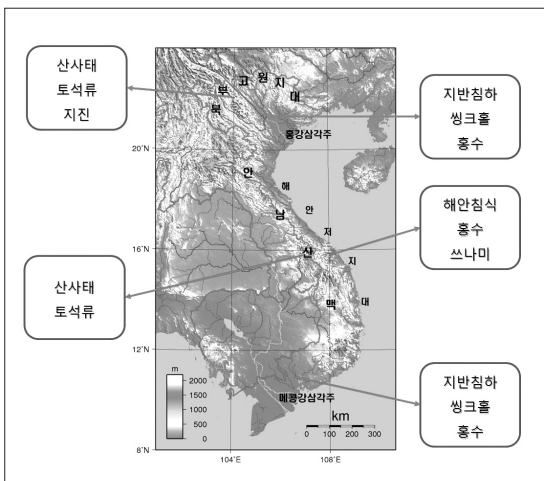 산사태
토석류
지진
북부고원지대
지반침하
씽크홀
홍수
홍강삼각주
20°N
안남산맥
해안저지대
해안침식
홍수
쓰나미
16°N
산사태
토석류
12°N
지반침하
씽크홀
홍수
m
2000
1500
1000
500
0
메콩강삼각주
km
0 100 200 300
8°N
104°E
108°E